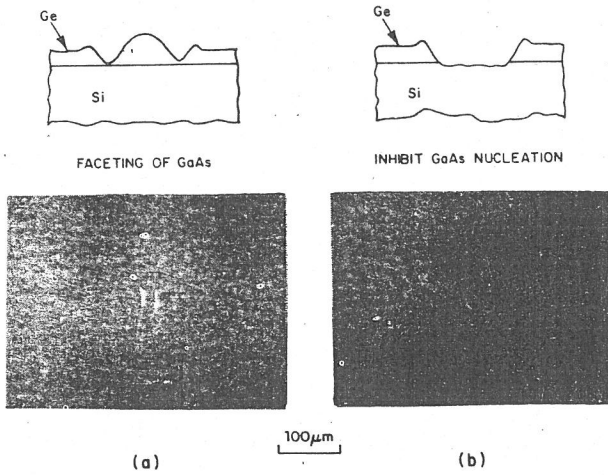 Ge
Si
FACETING OF GaAs
Ge
Si
INHIBIT GaAs NUCLEATION
100μm
(a)
(b)